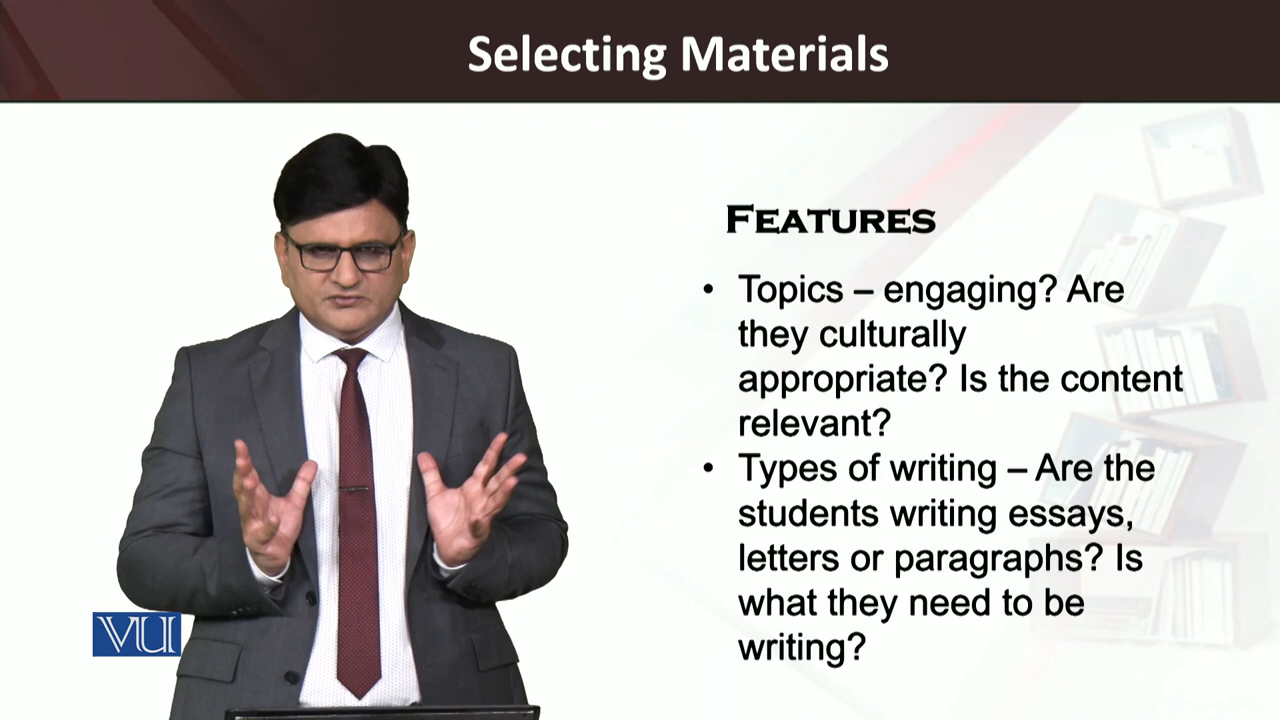 Selecting Materials
FEATURES
• Topics – engaging? Are
they culturally
appropriate? Is the content
relevant?
• Types of writing – Are the
students writing essays,
letters or paragraphs? Is
what they need to be
writing?
VU